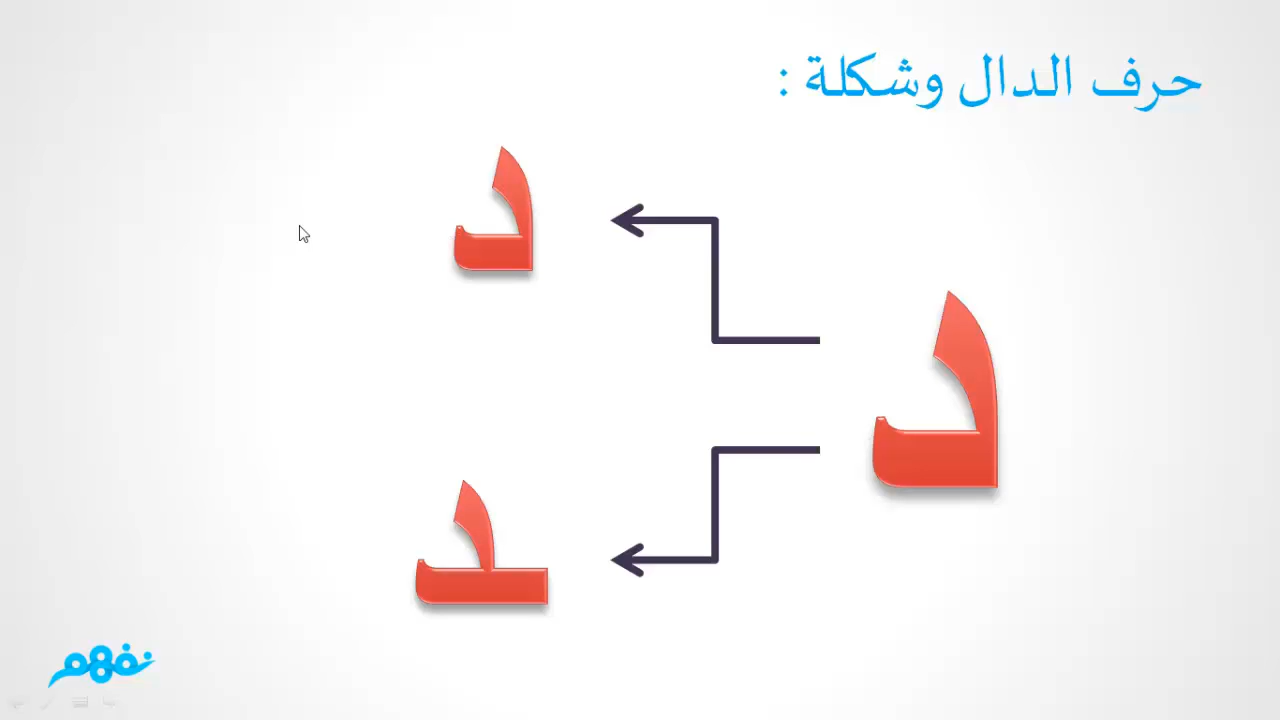 حرف الدال وشكلة :
د
د
ـد
نفهم